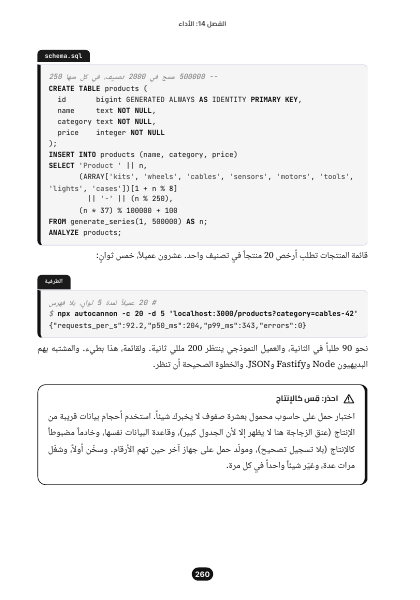 الفصل 14: الأداء
schema.sql
-- 500000 منتج في 2000 تصنيف، في كل منها 250
CREATE TABLE products (
id bigint GENERATED ALWAYS AS IDENTITY PRIMARY KEY,
name text NOT NULL,
category text NOT NULL,
price integer NOT NULL
);
INSERT INTO products (name, category, price)
SELECT 'Product ' || n,
(ARRAY['kits', 'wheels', 'cables', 'sensors', 'motors', 'tools',
'lights', 'cases'])[1 + n % 8]
|| '-' || (n % 250),
(n * 37) % 100000 + 100
FROM generate_series(1, 500000) AS n;
ANALYZE products;
قائمة المنتجات تطلب أرخص 20 منتجاً في تصنيف واحد. عشرون عميلاً، خمس ثوانٍ:
الطرفية
# 20 عميلاً لمدة 5 ثوانٍ، بلا فهرس
$ npx autocannon -c 20 -d 5 'localhost:3000/products?category=cables-42'
{"requests_per_s":92.2,"p50_ms":204,"p99_ms":343,"errors":0}
نحو 90 طلباً في الثانية، والعميل النموذجي ينتظر 200 مللي ثانية. ولقائمة، هذا بطيء. والمشتبه بهم
البديهيون Node وFastify وJSON. والخطوة الصحيحة أن تنظر.
احذر: قِس كالإنتاج
اختبار حمل على حاسوب محمول بعشرة صفوف لا يخبرك شيئاً. استخدم أحجام بيانات قريبة من
الإنتاج (عنق الزجاجة هنا لا يظهر إلا لأن الجدول كبير)، وقاعدة البيانات نفسها، وخادماً مضبوطاً
كالإنتاج (بلا تسجيل تصحيح)، ومولّد حمل على جهاز آخر حين تهم الأرقام. وسخّن أولاً، وشغّل
مرات عدة، وغيّر شيئاً واحداً في كل مرة.
260